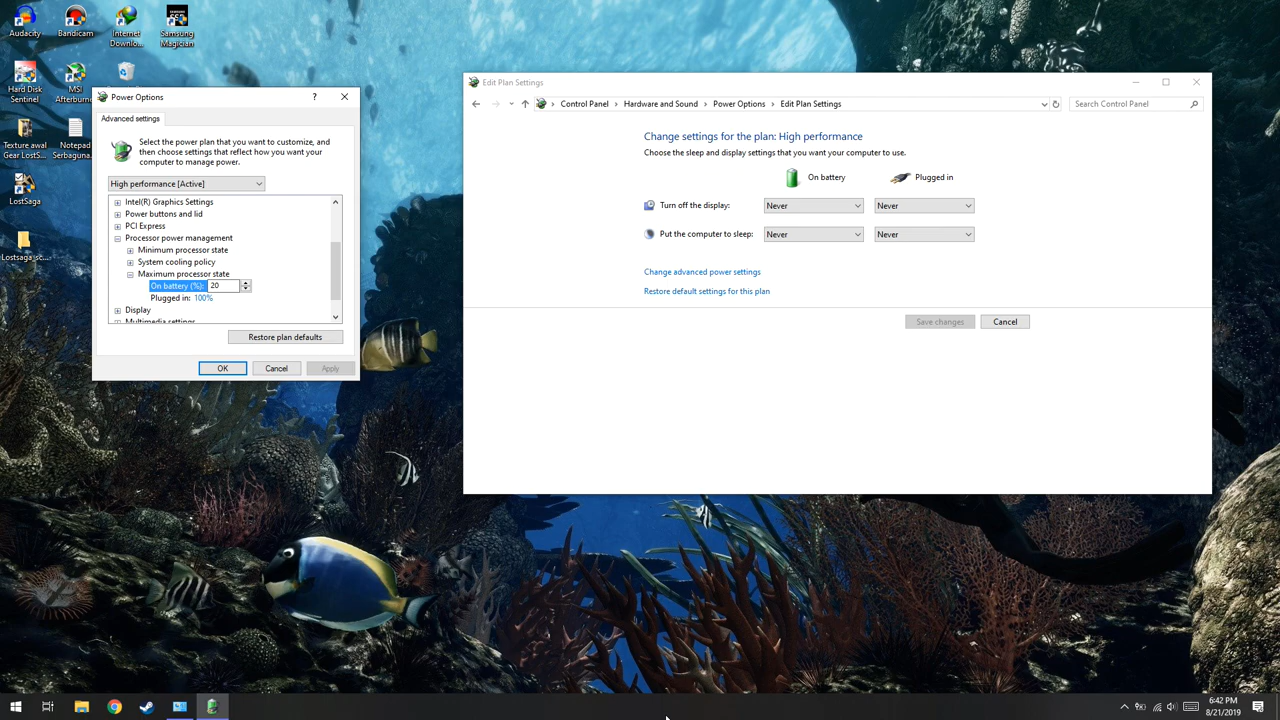 Audacity
Bandicam
Internet
Downlo...
Samsung
Magician
Hard Disk
Sentinel
MSI
Afterburne
Texture awal
Gear LostS...
Notepad
Serbaguna...
LostSaga
Lostsaga_sc...
Power Options
?
Advanced settings
Select the power plan that you want to customize, and
then choose settings that reflect how you want your
computer to manage power.
High performance [Active]
Intel(R) Graphics Settings
Power buttons and lid
PCI Express
Processor power management
Minimum processor state
System cooling policy
Maximum processor state
On battery (%): 20
Plugged in: 100%
Display
Multimedia settings
Restore plan defaults
OK
Cancel
Apply
Edit Plan Settings
Control Panel > Hardware and Sound > Power Options > Edit Plan Settings
Search Control Panel
Change settings for the plan: High performance
Choose the sleep and display settings that you want your computer to use.
On battery
Plugged in
Turn off the display: Never Never
Put the computer to sleep: Never Never
Change advanced power settings
Restore default settings for this plan
Save changes
Cancel
6:42 PM
8/21/2019